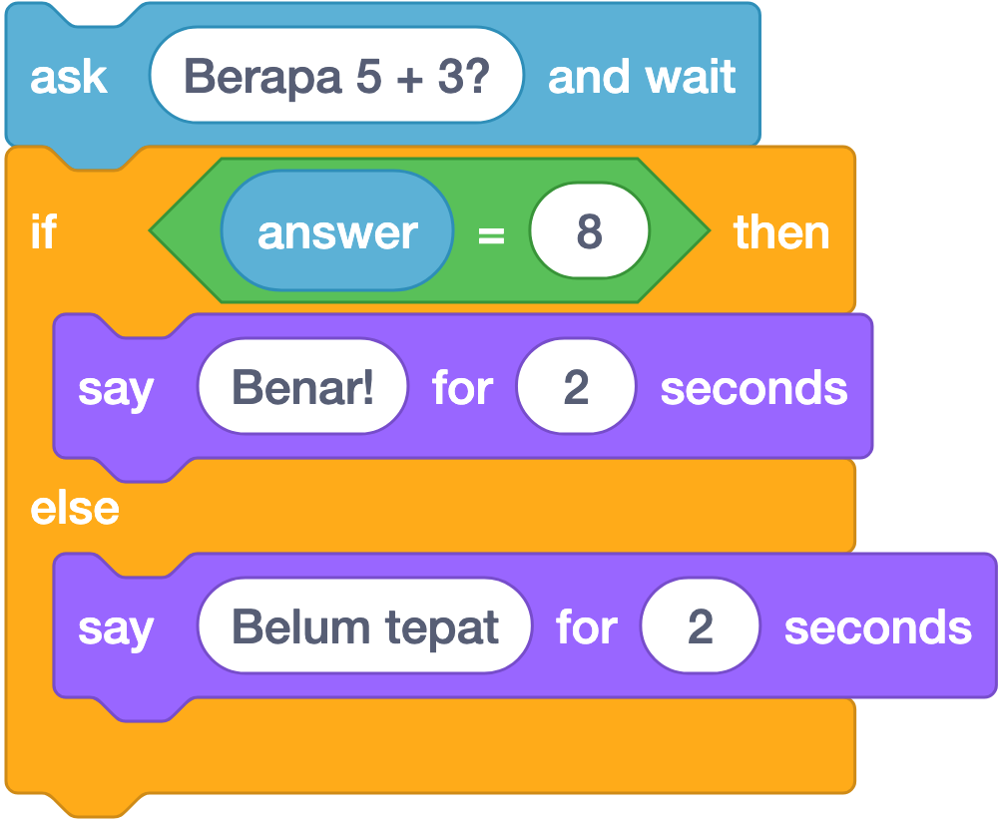 ask Berapa 5 + 3? and wait
if answer = 8 then
say Benar! for 2 seconds
else
say Belum tepat for 2 seconds